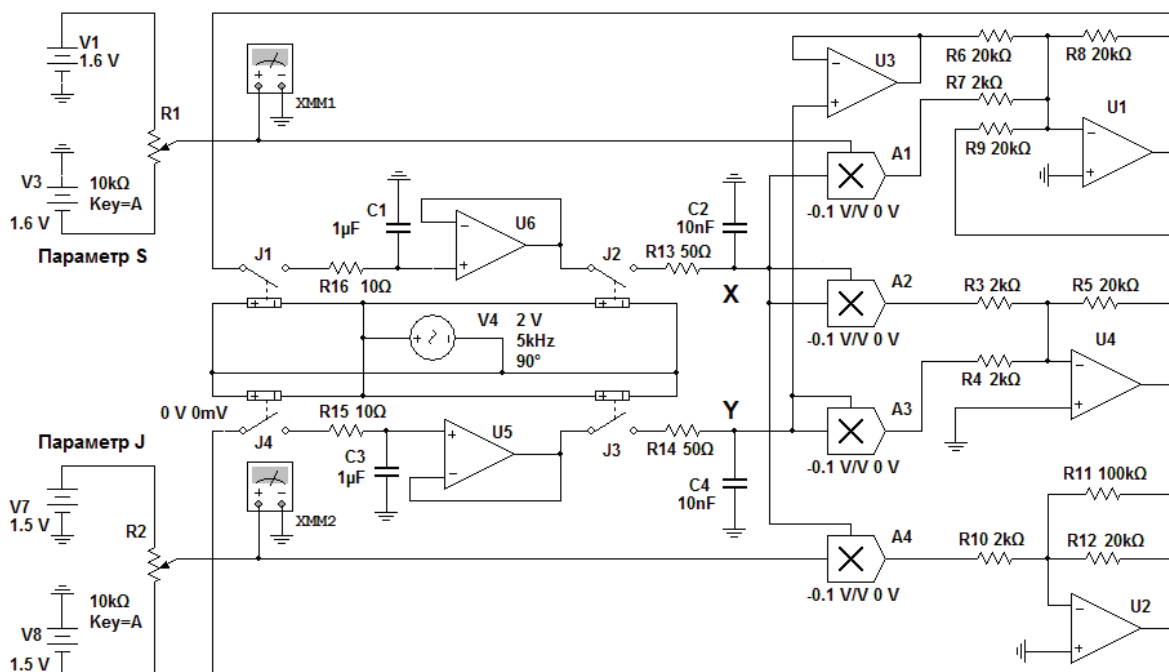 V1
1.6 V
R1
V3
1.6 V
10kΩ
Key=A
Параметр S
XMM1
U3
R6 20kΩ
R8 20kΩ
R7 2kΩ
U1
R9 20kΩ
A1
-0.1 V/V 0 V
C1
1µF
U6
J1
R16 10Ω
J2
C2
10nF
R13 50Ω
X
A2
-0.1 V/V 0 V
R3 2kΩ
R5 20kΩ
U4
R4 2kΩ
V4
2 V
5kHz
90°
0 V 0mV
J4
R15 10Ω
U5
C3
1µF
J3
R14 50Ω
Y
C4
10nF
A3
-0.1 V/V 0 V
Параметр J
V7
1.5 V
R2
XMM2
V8
1.5 V
10kΩ
Key=A
A4
-0.1 V/V 0 V
R11 100kΩ
R10 2kΩ
R12 20kΩ
U2